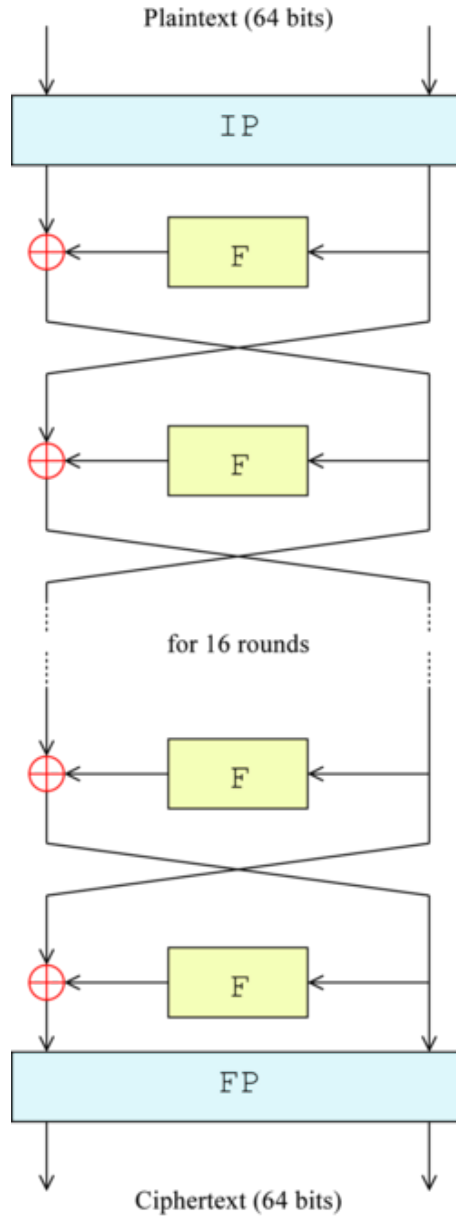 Plaintext (64 bits)
IP
F
F
for 16 rounds
F
F
FP
Ciphertext (64 bits)